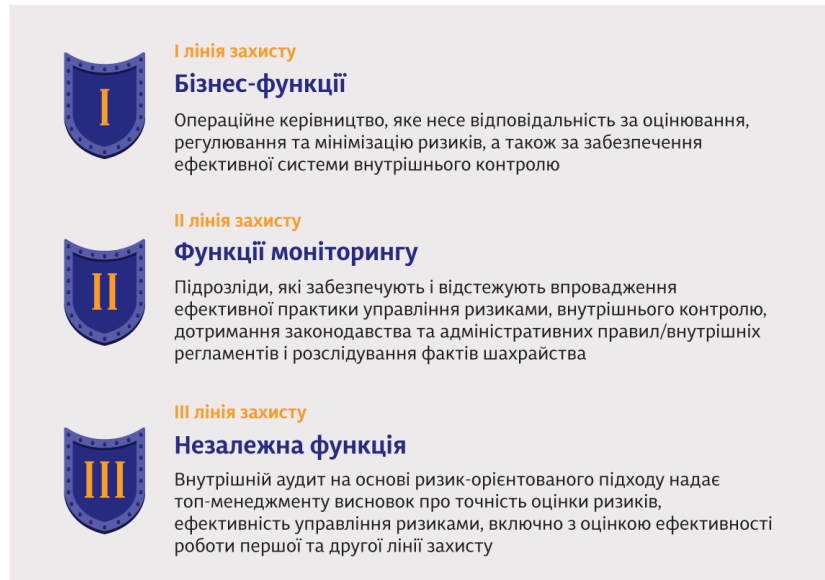 I
I лінія захисту
Бізнес-функції
Операційне керівництво, яке несе відповідальність за оцінювання,
регулювання та мінімізацію ризиків, а також за забезпечення
ефективної системи внутрішнього контролю
II
II лінія захисту
Функції моніторингу
Підрозділи, які забезпечують і відстежують впровадження
ефективної практики управління ризиками, внутрішнього контролю,
дотримання законодавства та адміністративних правил/внутрішніх
регламентів і розслідування фактів шахрайства
III
III лінія захисту
Незалежна функція
Внутрішній аудит на основі ризик-орієнтованого підходу надає
топ-менеджменту висновок про точність оцінки ризиків,
ефективність управління ризиками, включно з оцінкою ефективності
роботи першої та другої лінії захисту